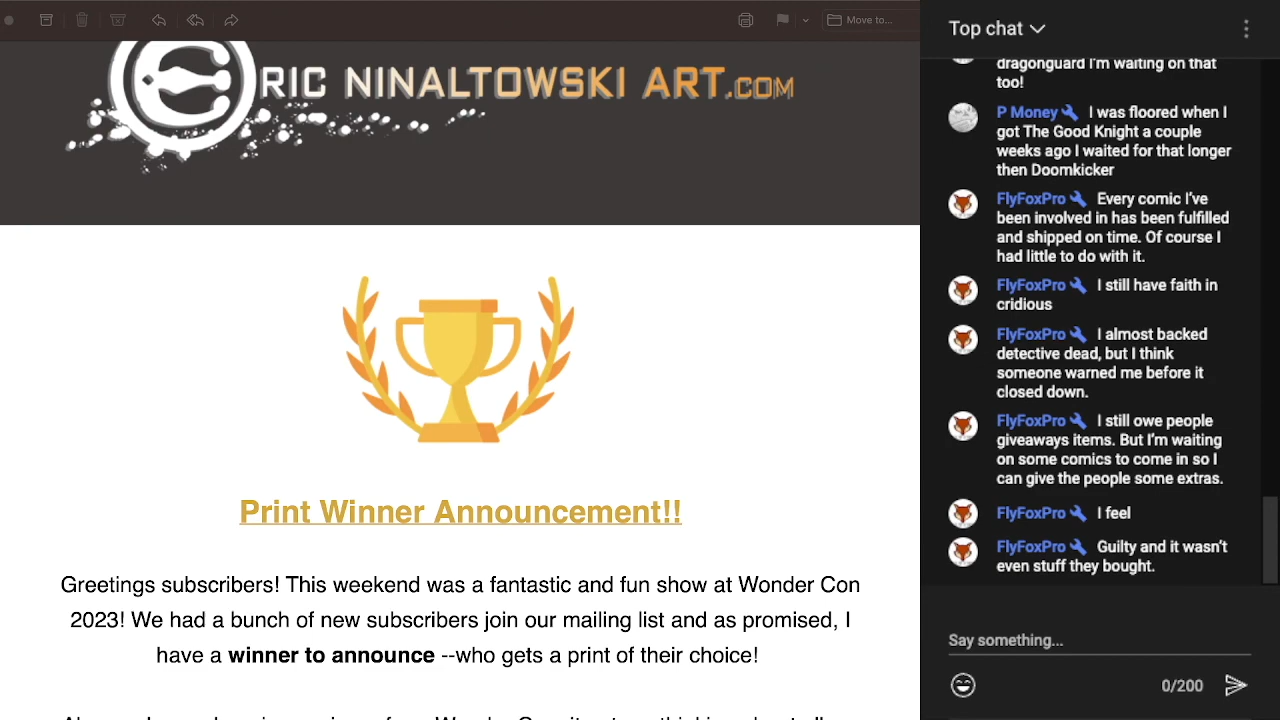 Move to...
RIC NINALTOWSKI ART.COM
Print Winner Announcement!!
Greetings subscribers! This weekend was a fantastic and fun show at Wonder Con
2023! We had a bunch of new subscribers join our mailing list and as promised, I
have a winner to announce --who gets a print of their choice!
Top chat
dragonguard I'm waiting on that
too!
P Money I was floored when I
got The Good Knight a couple
weeks ago I waited for that longer
then Doomkicker
FlyFoxPro Every comic I've
been involved in has been fulfilled
and shipped on time. Of course I
had little to do with it.
FlyFoxPro I still have faith in
cridious
FlyFoxPro I almost backed
detective dead, but I think
someone warned me before it
closed down.
FlyFoxPro I still owe people
giveaways items. But I'm waiting
on some comics to come in so I
can give the people some extras.
FlyFoxPro I feel
FlyFoxPro Guilty and it wasn't
even stuff they bought.
Say something...
0/200